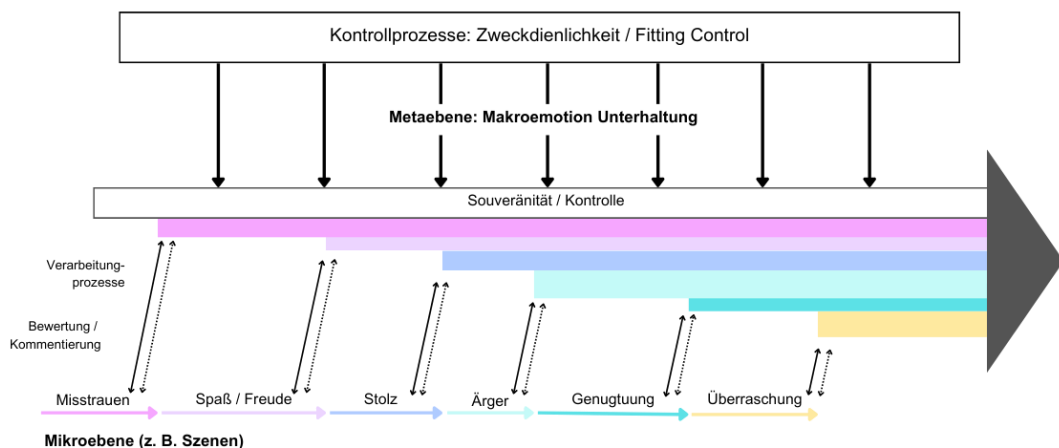 Kontrollprozesse: Zweckdienlichkeit / Fitting Control
Metaebene: Makroemotion Unterhaltung
Souveränität / Kontrolle
Verarbeitung-
prozesse
Bewertung /
Kommentierung
Misstrauen
Spaß / Freude
Stolz
Ärger
Genugtuung
Überraschung
Mikroebene (z. B. Szenen)